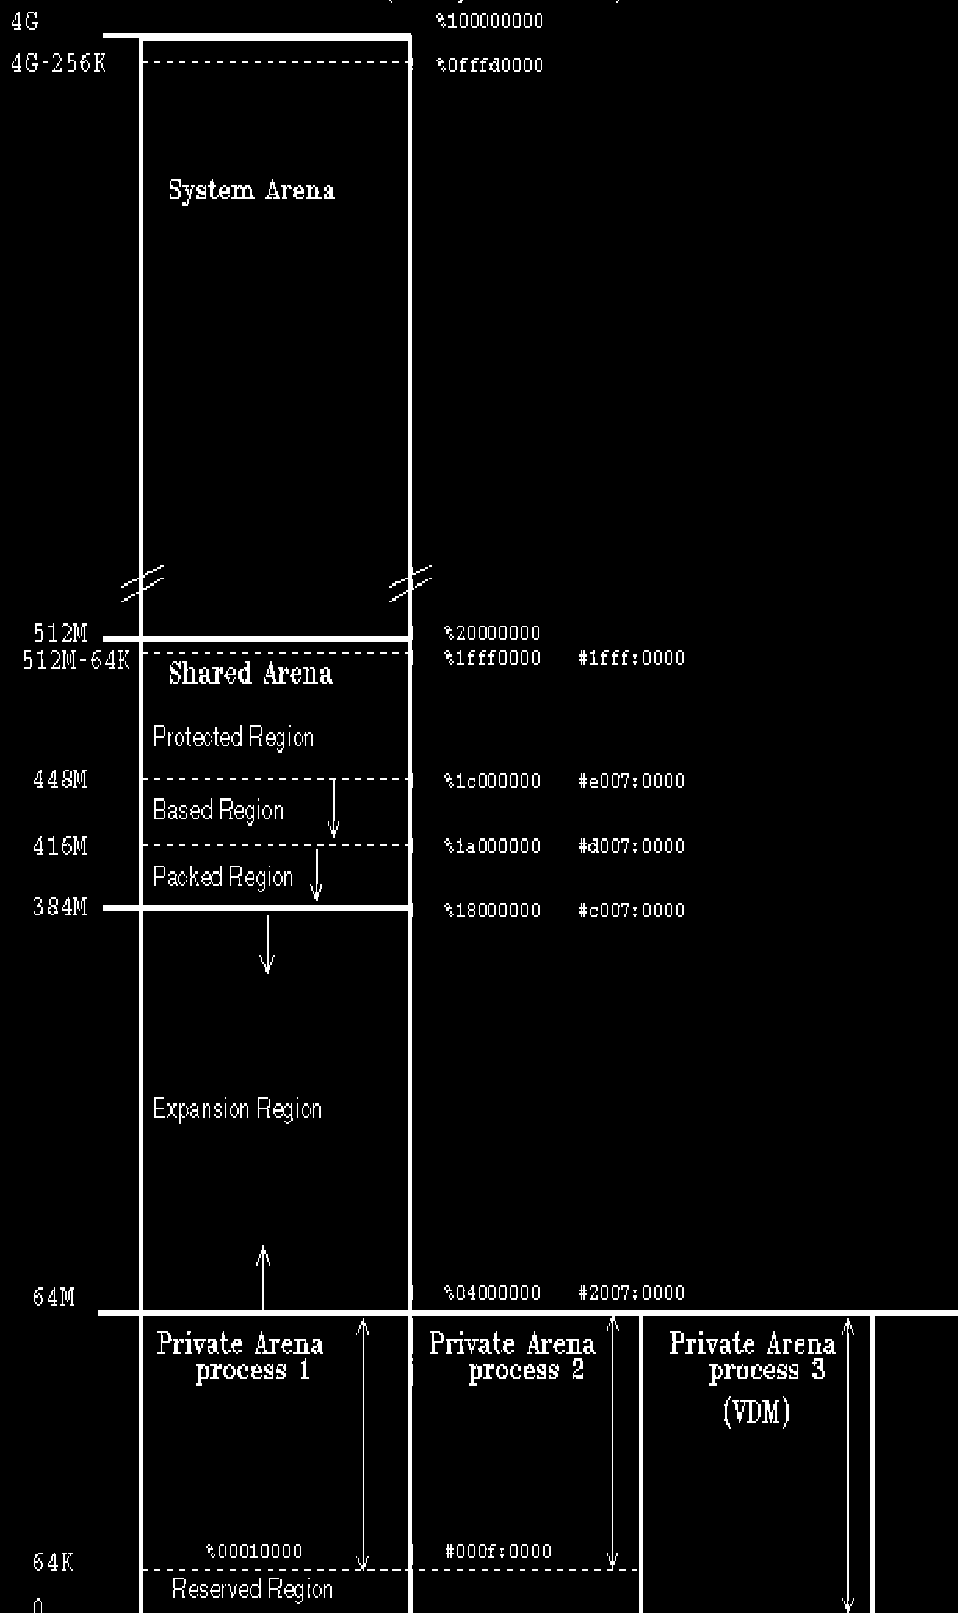 4G %100000000
4G-256K %0fffd0000
System Arena
512M %20000000
512M-64K %1fff0000 #1fff:0000
Shared Arena
Protected Region
448M %1c000000 #e007:0000
Based Region
416M %1a000000 #d007:0000
Packed Region
384M %18000000 #c007:0000
Expansion Region
64M %04000000 #2007:0000
Private Arena process 1
Private Arena process 2
Private Arena process 3
(VDM)
%00010000 #000f:0000
64K
Reserved Region
0